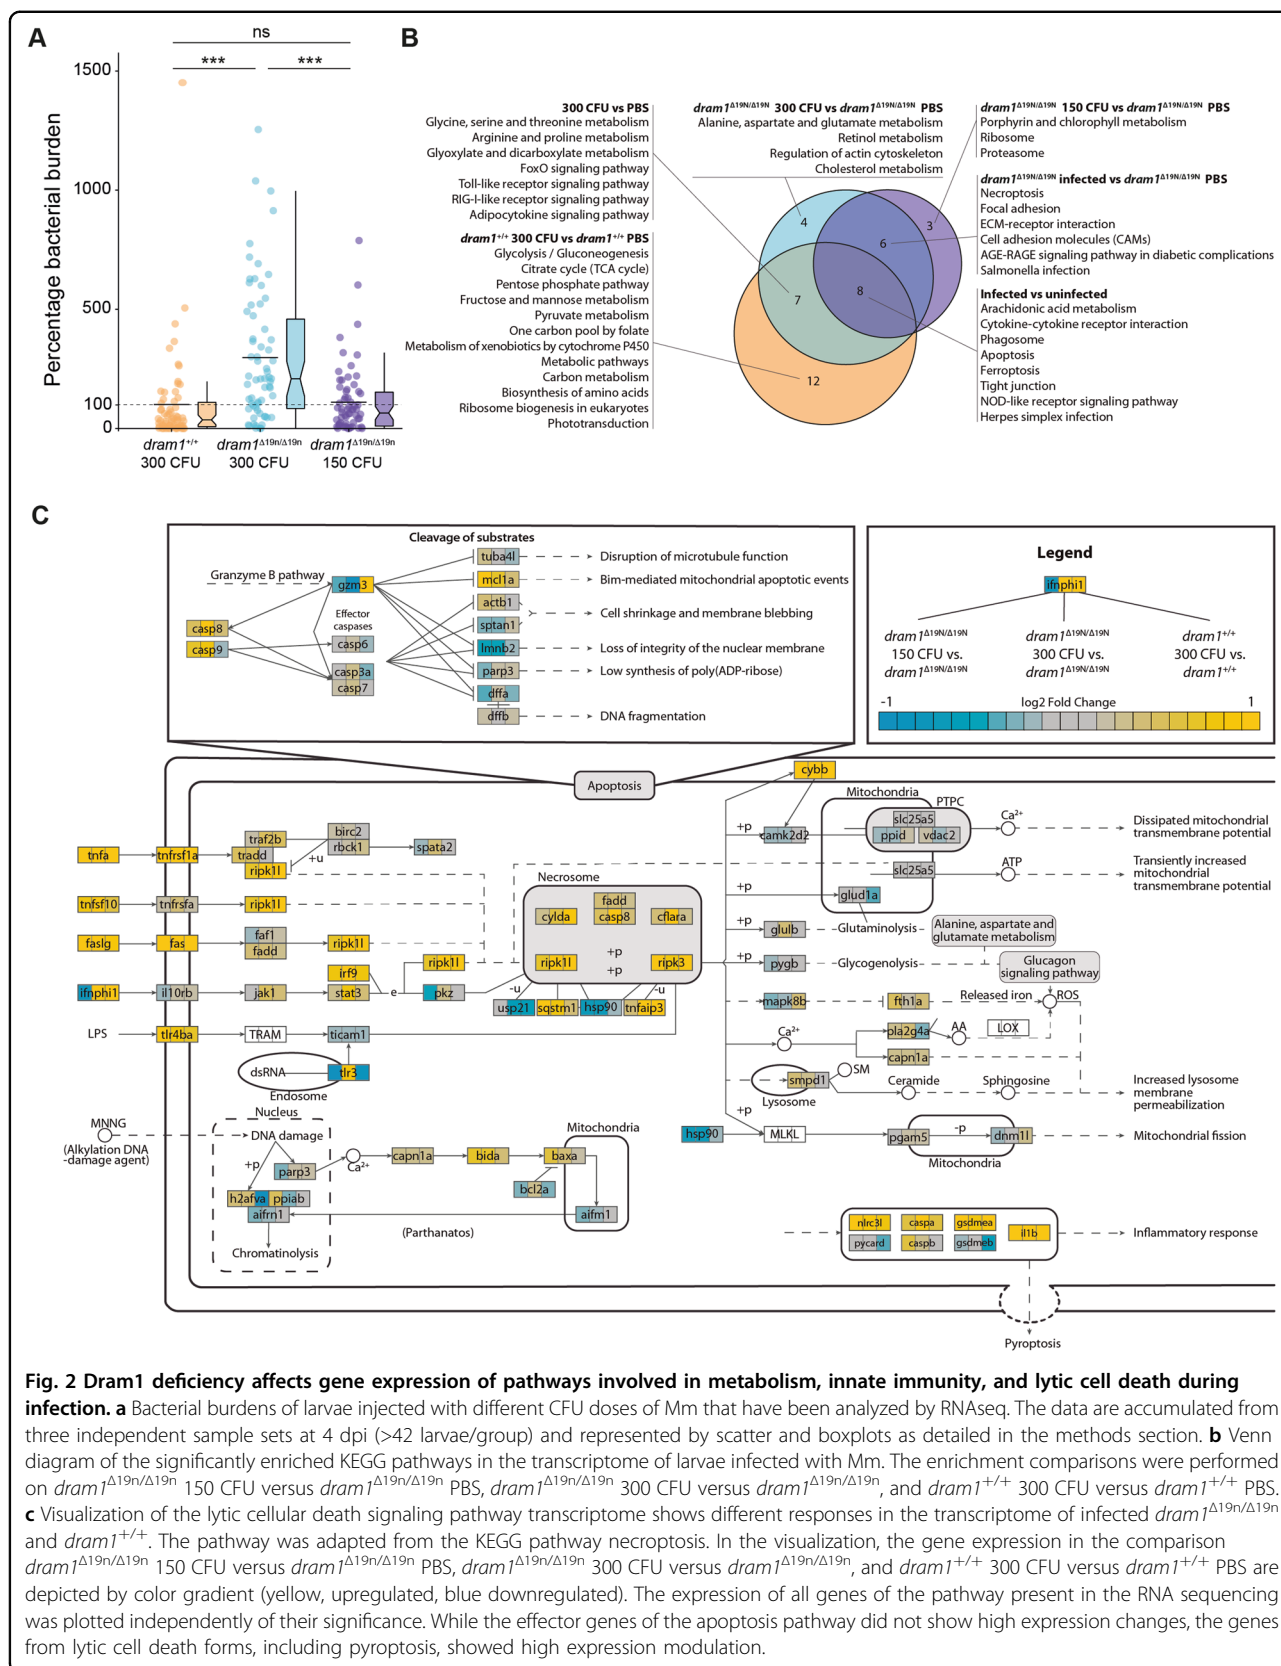 A
ns
***
***
1500
1000
500
100
0
Percentage bacterial burden
dram1+/+
300 CFU
dram1Δ19n/Δ19n
300 CFU
dram1Δ19n/Δ19n
150 CFU
B
300 CFU vs PBS
Glycine, serine and threonine metabolism
Arginine and proline metabolism
Glyoxylate and dicarboxylate metabolism
FoxO signaling pathway
Toll-like receptor signaling pathway
RIG-I-like receptor signaling pathway
Adipocytokine signaling pathway
dram1+/+ 300 CFU vs dram1+/+ PBS
Glycolysis / Gluconeogenesis
Citrate cycle (TCA cycle)
Pentose phosphate pathway
Fructose and mannose metabolism
Pyruvate metabolism
One carbon pool by folate
Metabolism of xenobiotics by cytochrome P450
Metabolic pathways
Carbon metabolism
Biosynthesis of amino acids
Ribosome biogenesis in eukaryotes
Phototransduction
dram1Δ19N/Δ19N 300 CFU vs dram1Δ19N/Δ19N PBS
Alanine, aspartate and glutamate metabolism
Retinol metabolism
Regulation of actin cytoskeleton
Cholesterol metabolism
dram1Δ19N/Δ19N 150 CFU vs dram1Δ19N/Δ19N PBS
Porphyrin and chlorophyll metabolism
Ribosome
Proteasome
dram1Δ19N/Δ19N infected vs dram1Δ19N/Δ19N PBS
Necroptosis
Focal adhesion
ECM-receptor interaction
Cell adhesion molecules (CAMs)
AGE-RAGE signaling pathway in diabetic complications
Salmonella infection
Infected vs uninfected
Arachidonic acid metabolism
Cytokine-cytokine receptor interaction
Phagosome
Apoptosis
Ferroptosis
Tight junction
NOD-like receptor signaling pathway
Herpes simplex infection
4
3
6
7
8
12
C
Cleavage of substrates
Granzyme B pathway
gzm3
Effector
caspases
casp8
casp9
casp6
casp3a
casp7
tuba4l
mcl1a
actb1
sptan1
lmnb2
parp3
dffa
dffb
Disruption of microtubule function
Bim-mediated mitochondrial apoptotic events
Cell shrinkage and membrane blebbing
Loss of integrity of the nuclear membrane
Low synthesis of poly(ADP-ribose)
DNA fragmentation
Legend
ifnphi1
dram1Δ19N/Δ19N
150 CFU vs.
dram1Δ19N/Δ19N
dram1Δ19N/Δ19N
300 CFU vs.
dram1Δ19N/Δ19N
dram1+/+
300 CFU vs.
dram1+/+
-1
log2 Fold Change
1
Apoptosis
tnfa
tnfrsf1a
traf2b
tradd
ripk1l
+u
birc2
rbck1
spata2
tnfsf10
tnfrsfa
ripk1l
faslg
fas
faf1
fadd
ripk1l
ifnphi1
il10rb
jak1
irf9
stat3
e
ripk1l
pkz
LPS
tlr4ba
TRAM
ticam1
dsRNA
tlr3
Endosome
Necrosome
fadd
cylda
casp8
cflara
ripk1l
+p
+p
ripk3
-u
-u
usp21
sqstm1
hsp90
tnfaip3
cybb
+p
camk2d2
Mitochondria
PTPC
slc25a5
ppid
vdac2
slc25a5
Ca2+
ATP
Dissipated mitochondrial
transmembrane potential
Transiently increased
mitochondrial
transmembrane potential
+p
glud1a
+p
glulb
Glutaminolysis
Alanine, aspartate and
glutamate metabolism
+p
pygb
Glycogenolysis
Glucagon
signaling pathway
mapk8b
fth1a
Released iron
ROS
Ca2+
pla2g4a
AA
LOX
capn1a
smpd1
SM
Lysosome
Ceramide
Sphingosine
Increased lysosome
membrane
permeabilization
+p
hsp90
MLKL
pgam5
-p
dnm1l
Mitochondria
Mitochondrial fission
MNNG
(Alkylation DNA
-damage agent)
Nucleus
DNA damage
+p
parp3
h2afva
ppiab
aifm1
Chromatinolysis
Ca2+
capn1a
bida
Mitochondria
baxa
bcl2a
aifm1
(Parthanatos)
nlrc3l
caspa
gsdmea
il1b
pycard
caspb
gsdmeb
Inflammatory response
Pyroptosis
Fig. 2 Dram1 deficiency affects gene expression of pathways involved in metabolism, innate immunity, and lytic cell death during
infection. a Bacterial burdens of larvae injected with different CFU doses of Mm that have been analyzed by RNAseq. The data are accumulated from
three independent sample sets at 4 dpi (>42 larvae/group) and represented by scatter and boxplots as detailed in the methods section. b Venn
diagram of the significantly enriched KEGG pathways in the transcriptome of larvae infected with Mm. The enrichment comparisons were performed
on dram1Δ19n/Δ19n 150 CFU versus dram1Δ19n/Δ19n PBS, dram1Δ19n/Δ19n 300 CFU versus dram1Δ19n/Δ19n, and dram1+/+ 300 CFU versus dram1+/+ PBS.
c Visualization of the lytic cellular death signaling pathway transcriptome shows different responses in the transcriptome of infected dram1Δ19n/Δ19n
and dram1+/+. The pathway was adapted from the KEGG pathway necroptosis. In the visualization, the gene expression in the comparison
dram1Δ19n/Δ19n 150 CFU versus dram1Δ19n/Δ19n PBS, dram1Δ19n/Δ19n 300 CFU versus dram1Δ19n/Δ19n, and dram1+/+ 300 CFU versus dram1+/+ PBS are
depicted by color gradient (yellow, upregulated, blue downregulated). The expression of all genes of the pathway present in the RNA sequencing
was plotted independently of their significance. While the effector genes of the apoptosis pathway did not show high expression changes, the genes
from lytic cell death forms, including pyroptosis, showed high expression modulation.